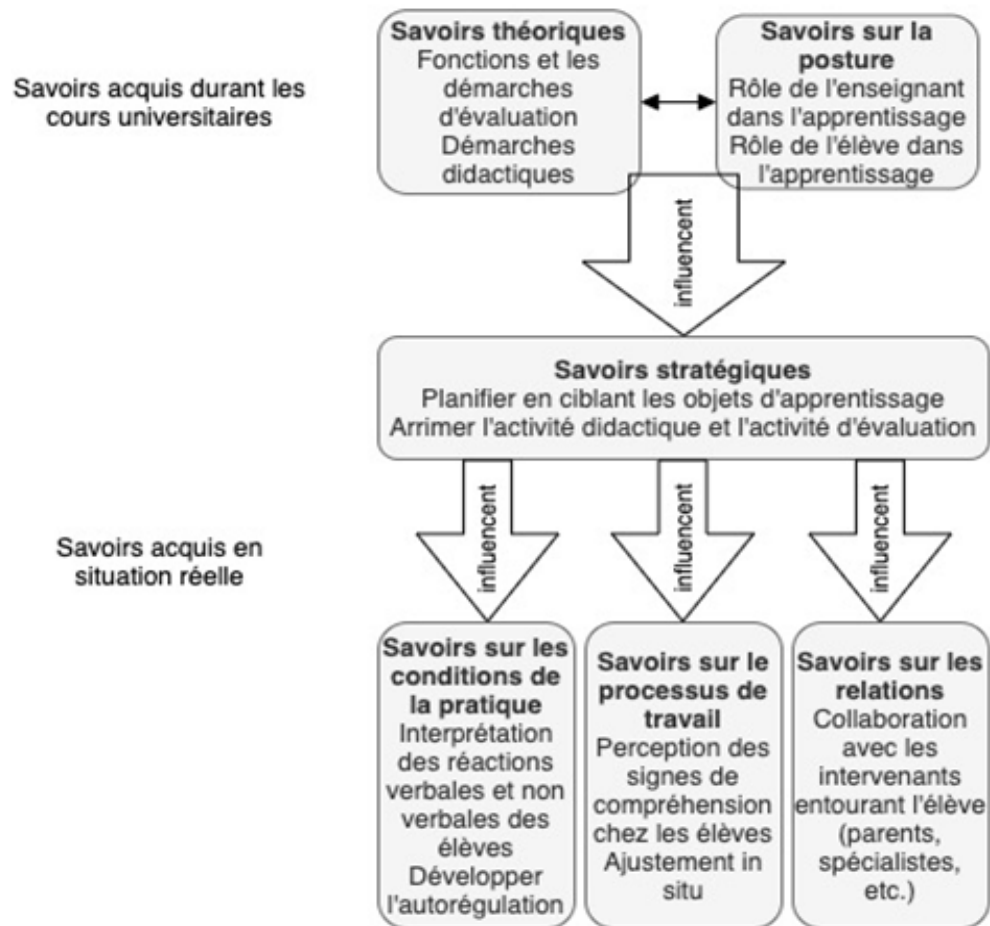 Savoirs acquis durant les
cours universitaires
Savoirs théoriques
Fonctions et les
démarches
d'évaluation
Démarches
didactiques
Savoirs sur la
posture
Rôle de l'enseignant
dans l'apprentissage
Rôle de l'élève dans
l'apprentissage
influencent
Savoirs stratégiques
Planifier en ciblant les objets d'apprentissage
Arrimer l'activité didactique et l'activité d'évaluation
Savoirs acquis en
situation réelle
influencent
influencent
influencent
Savoirs sur les
conditions de
la pratique
Interprétation
des réactions
verbales et non
verbales des
élèves
Développer
l'autorégulation
Savoirs sur le
processus de
travail
Perception des
signes de
compréhension
chez les élèves
Ajustement in
situ
Savoirs sur les
relations
Collaboration
avec les
intervenants
entourant l'élève
(parents,
spécialistes,
etc.)